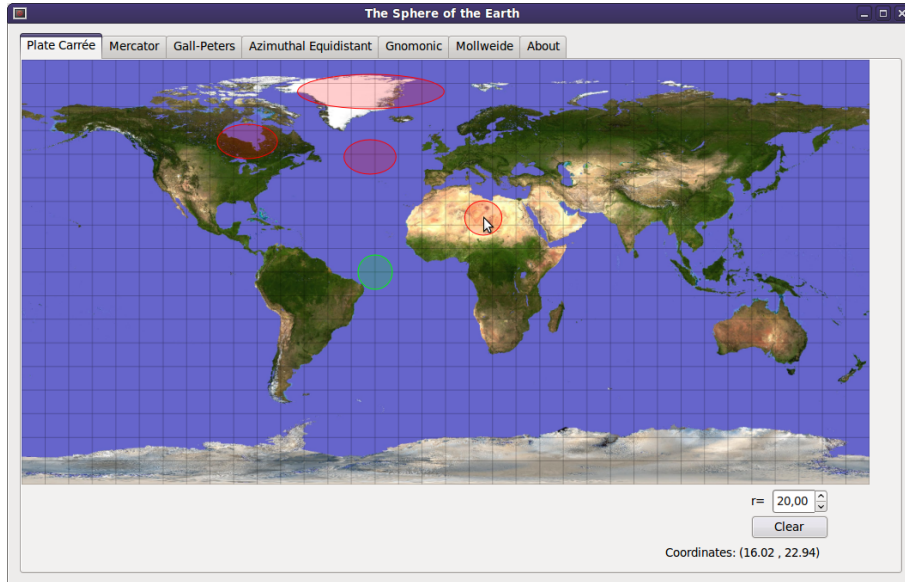 The Sphere of the Earth
Plate Carrée Mercator Gall-Peters Azimuthal Equidistant Gnomonic Mollweide About
r= 20,00
Clear
Coordinates: (16.02 , 22.94)